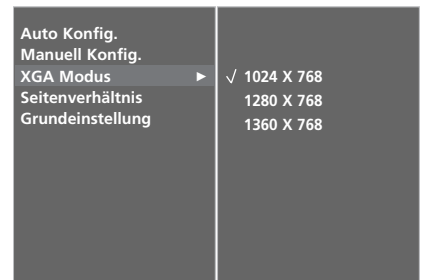 Auto Konfig.
Manuell Konfig.
XGA Modus ►
Seitenverhältnis
Grundeinstellung
√ 1024 X 768
1280 X 768
1360 X 768